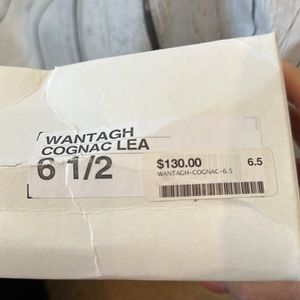 WANTAGH
COGNAC LEA
6 1/2
$130.00 6.5
WANTAGH-COGNAC-6.5